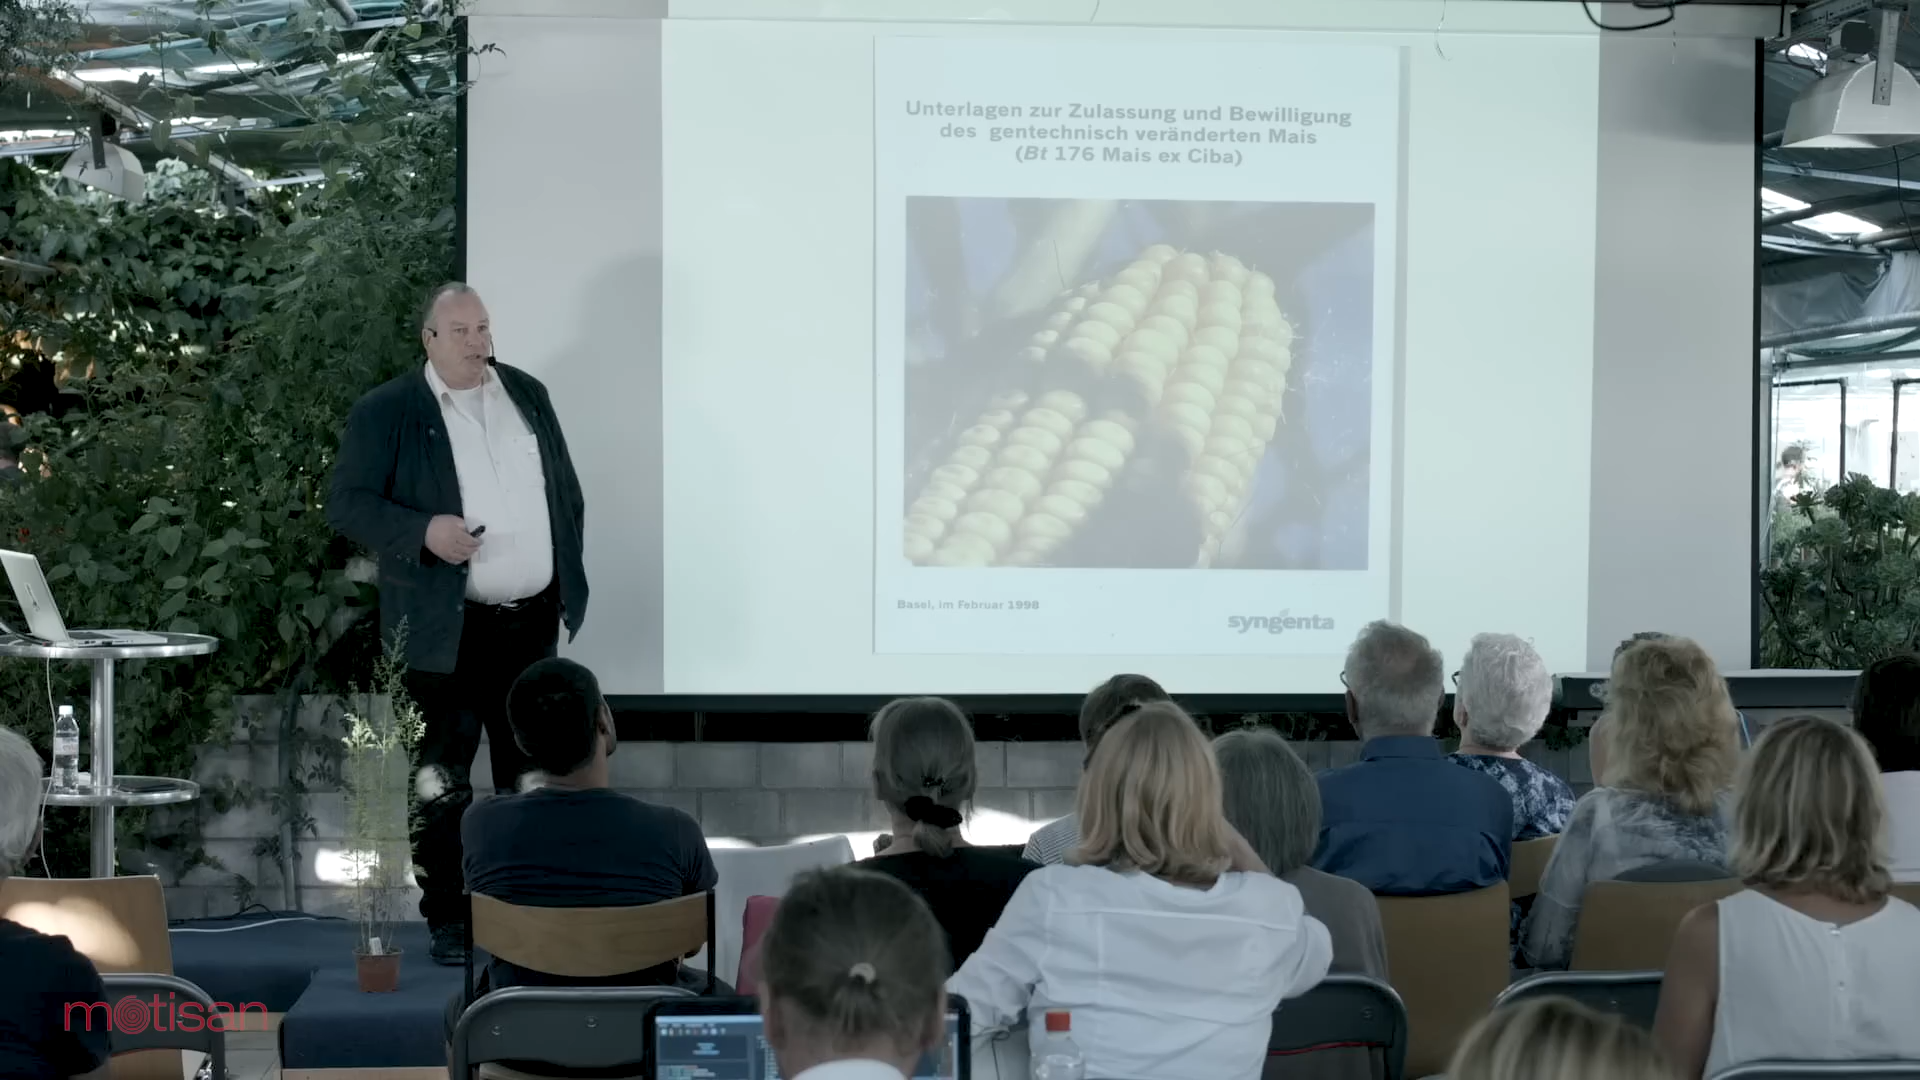 Unterlagen zur Zulassung und Bewilligung
des gentechnisch veränderten Mais
(Bt 176 Mais ex Ciba)
Basel, im Februar 1998
syngenta
motisan